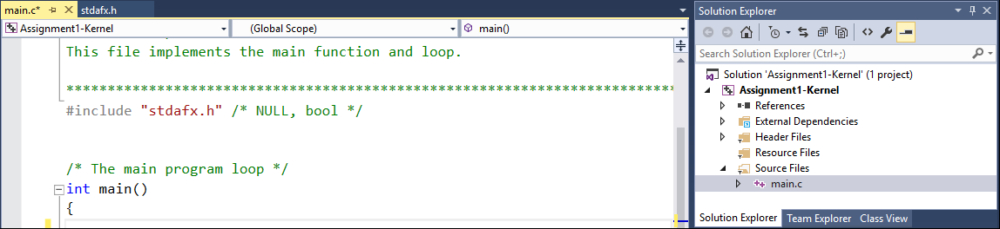 main.c*
stdafx.h
Assignment1-Kernel
(Global Scope)
main()
This file implements the main function and loop.
******************************************************************************
#include "stdafx.h" /* NULL, bool */
/* The main program loop */
int main()
{
Solution Explorer
Search Solution Explorer (Ctrl+;)
Solution 'Assignment1-Kernel' (1 project)
Assignment1-Kernel
References
External Dependencies
Header Files
Resource Files
Source Files
main.c
Solution Explorer
Team Explorer
Class View